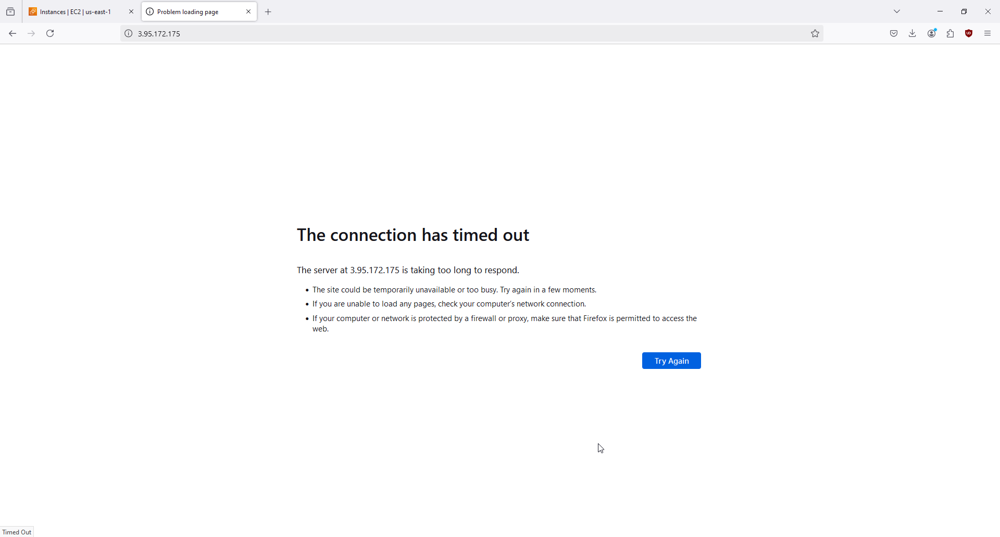 Instances | EC2 | us-east-1
Problem loading page
3.95.172.175
The connection has timed out
The server at 3.95.172.175 is taking too long to respond.
• The site could be temporarily unavailable or too busy. Try again in a few moments.
• If you are unable to load any pages, check your computer’s network connection.
• If your computer or network is protected by a firewall or proxy, make sure that Firefox is permitted to access the
web.
Try Again
Timed Out